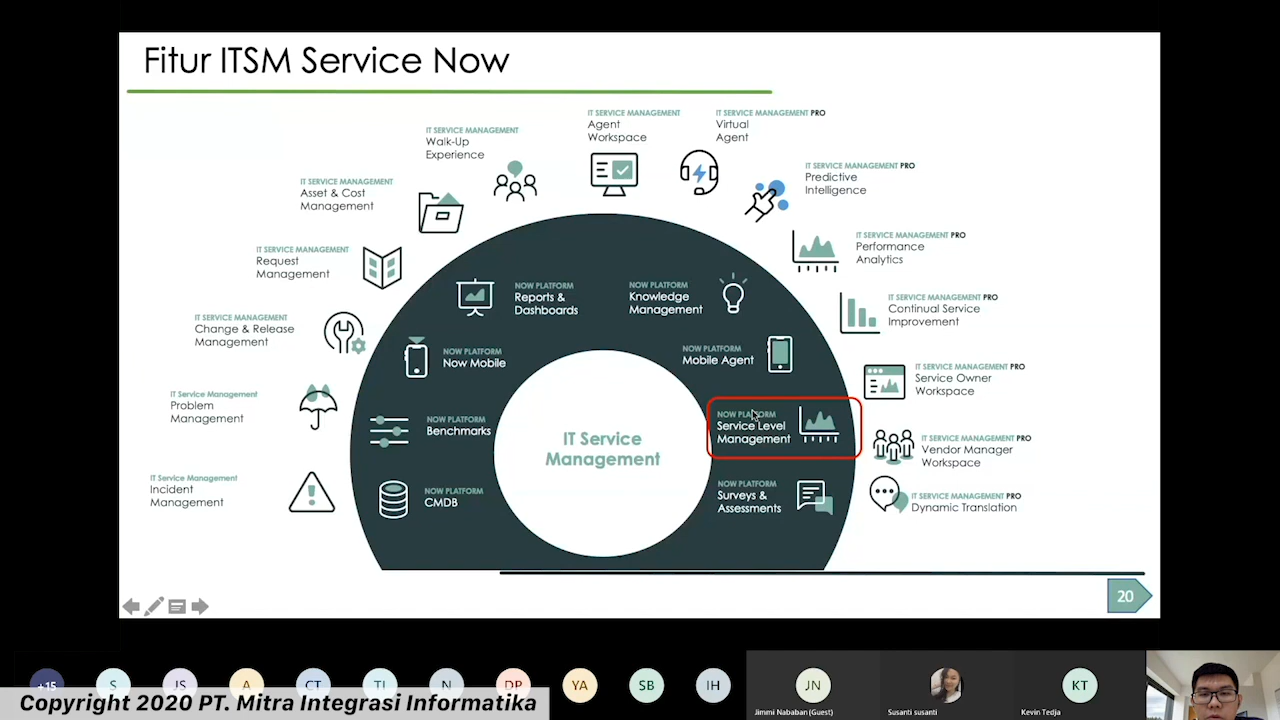 Fitur ITSM Service Now
IT SERVICE MANAGEMENT
Agent
Workspace
IT SERVICE MANAGEMENT PRO
Virtual
Agent
IT SERVICE MANAGEMENT
Walk-Up
Experience
IT SERVICE MANAGEMENT PRO
Predictive
Intelligence
IT SERVICE MANAGEMENT
Asset & Cost
Management
IT SERVICE MANAGEMENT PRO
Performance
Analytics
IT SERVICE MANAGEMENT
Request
Management
IT SERVICE MANAGEMENT PRO
Continual Service
Improvement
IT SERVICE MANAGEMENT
Change & Release
Management
IT SERVICE MANAGEMENT PRO
Service Owner
Workspace
IT Service Management
Problem
Management
IT SERVICE MANAGEMENT PRO
Vendor Manager
Workspace
IT Service Management
Incident
Management
IT SERVICE MANAGEMENT PRO
Dynamic Translation
NOW PLATFORM
Reports &
Dashboards
NOW PLATFORM
Knowledge
Management
NOW PLATFORM
Now Mobile
NOW PLATFORM
Mobile Agent
NOW PLATFORM
Benchmarks
NOW PLATFORM
Service Level
Management
NOW PLATFORM
CMDB
NOW PLATFORM
Surveys &
Assessments
IT Service
Management
20
+15
S
JS
A
CT
TL
N
DP
YA
SB
IH
JN
KT
Jimmi Nababan (Guest)
Susanti susanti
Kevin Tedja
Copyright 2020 PT. Mitra Integrasi Informatika